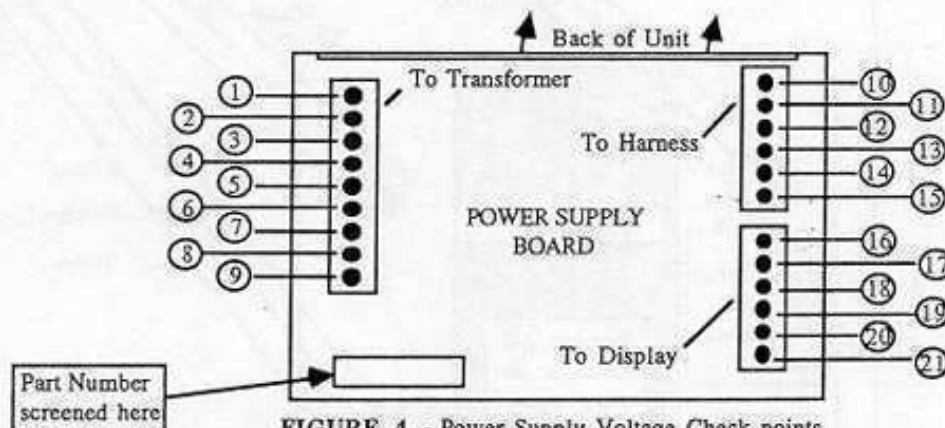 Back of Unit
To Transformer
1
2
3
4
5
6
7
8
9
10
11
12
13
14
15
To Harness
POWER SUPPLY
BOARD
16
17
18
19
20
21
To Display
Part Number
screened here
FIGURE 4 - Power Supply Voltage Check points